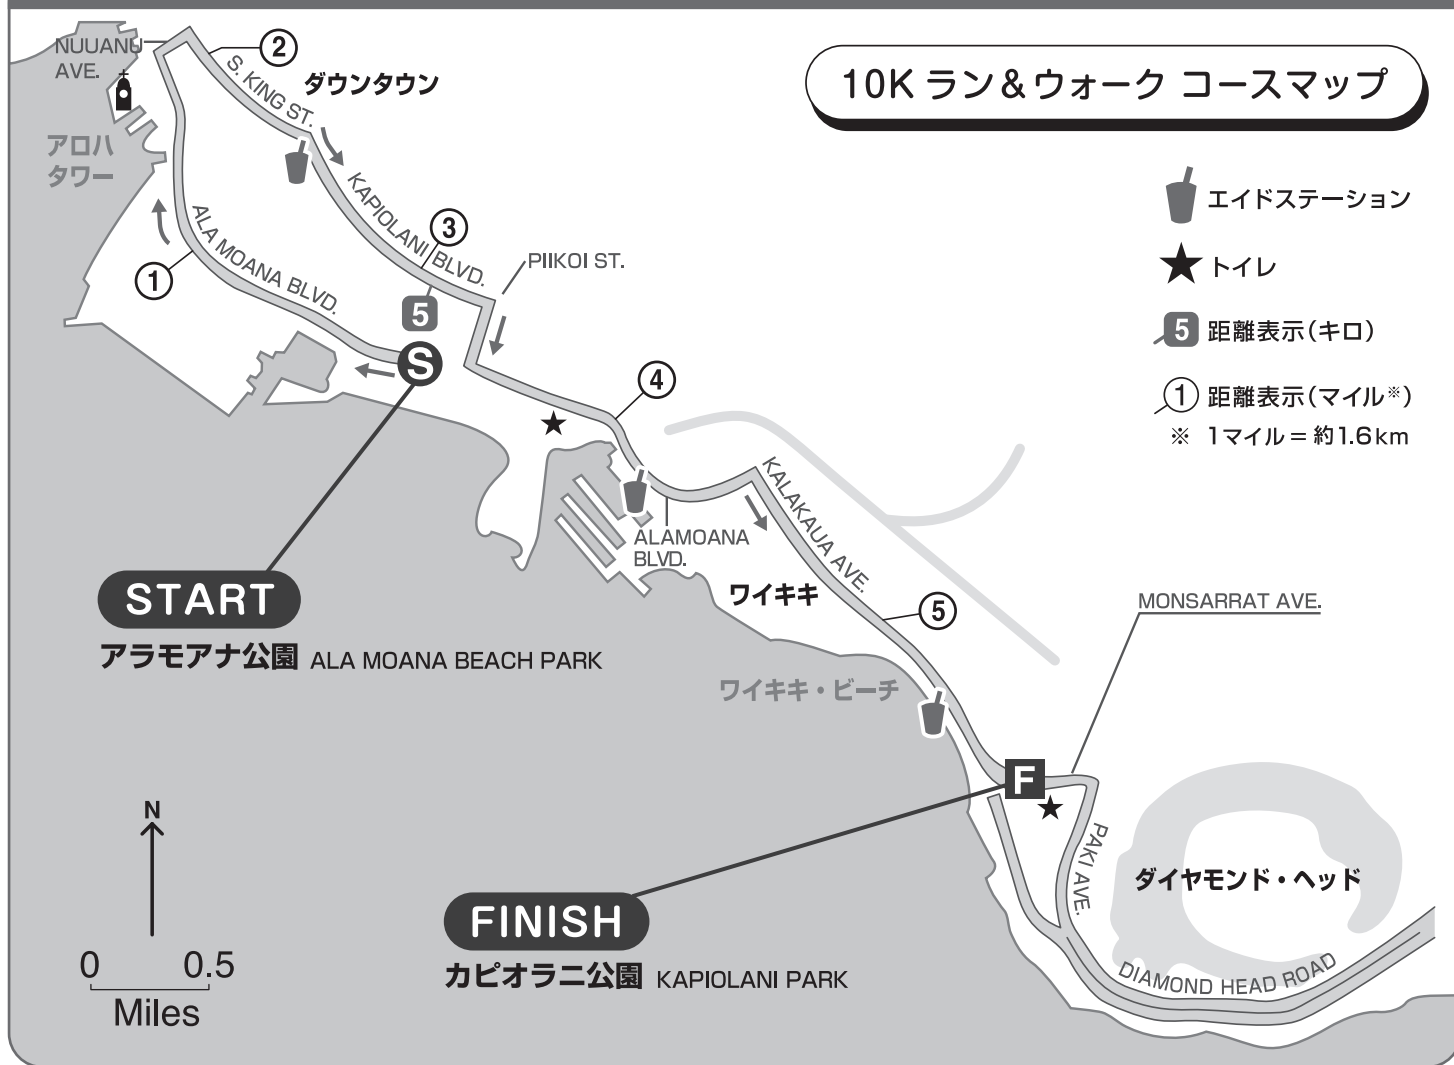 10K ラン＆ウォーク コースマップ
エイドステーション
★ トイレ
5 距離表示(キロ)
1 距離表示(マイル※)
※ 1マイル＝約1.6km
NUUANU
AVE.
②
S. KING ST.
ダウンタウン
アロハ
タワー
KAPIOLANI BLVD.
③
PIIKOI ST.
ALA MOANA BLVD.
①
5
S
④
KALAKAUA AVE.
ALAMOANA
BLVD.
ワイキキ
⑤
START
アラモアナ公園 ALA MOANA BEACH PARK
MONSARRAT AVE.
ワイキキ・ビーチ
F
PAKI AVE.
ダイヤモンド・ヘッド
FINISH
カピオラニ公園 KAPIOLANI PARK
DIAMOND HEAD ROAD
N
0 0.5
Miles